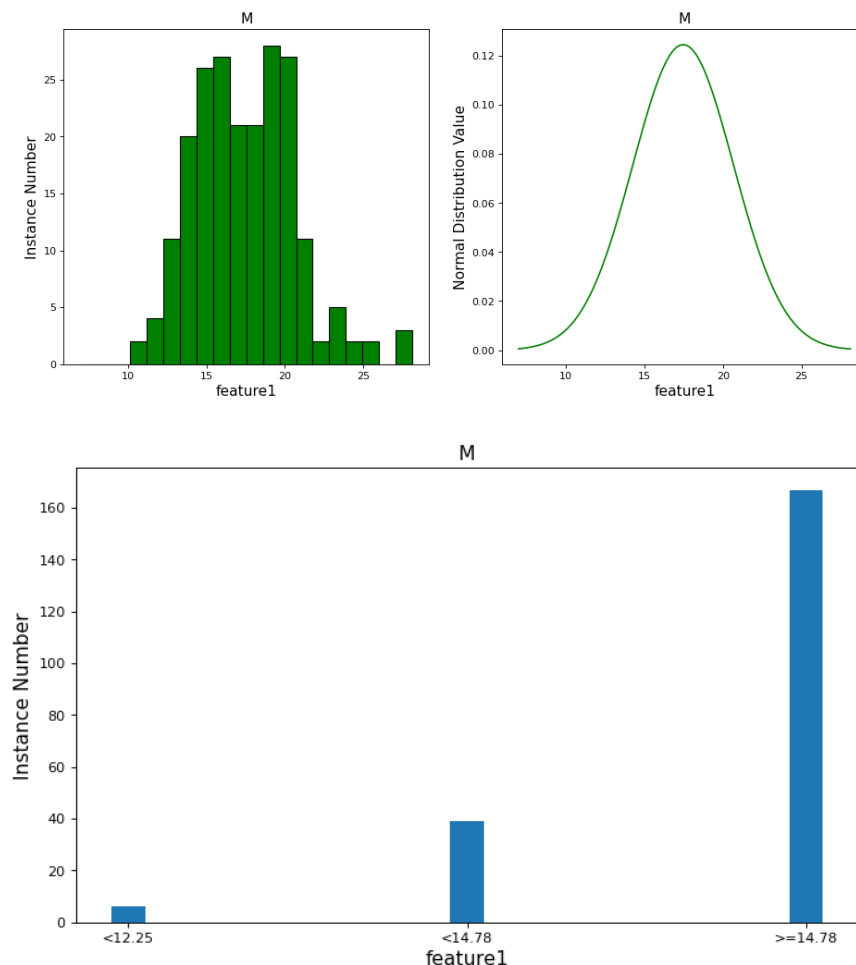 M
Instance Number
25
20
15
10
5
0
10 15 20 25
feature1
M
Normal Distribution Value
0.12
0.10
0.08
0.06
0.04
0.02
0.00
10 15 20 25
feature1
M
Instance Number
160
140
120
100
80
60
40
20
0
<12.25 <14.78 >=14.78
feature1